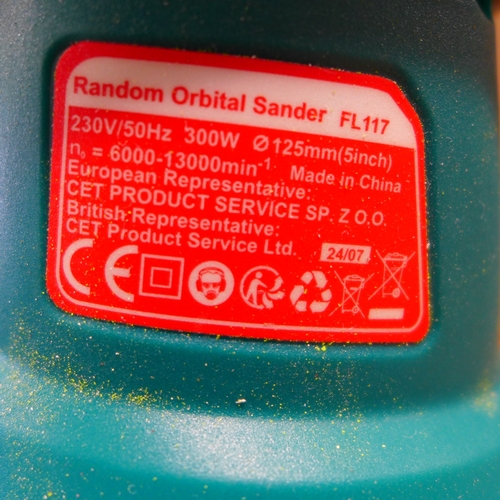 Random Orbital Sander FL117
230V/50Hz 300W Ø125mm(5inch)
n₀ = 6000-13000min⁻¹ Made in China
European Representative:
CET PRODUCT SERVICE SP. Z O.O.
British Representative:
CET Product Service Ltd.
24/07
CE